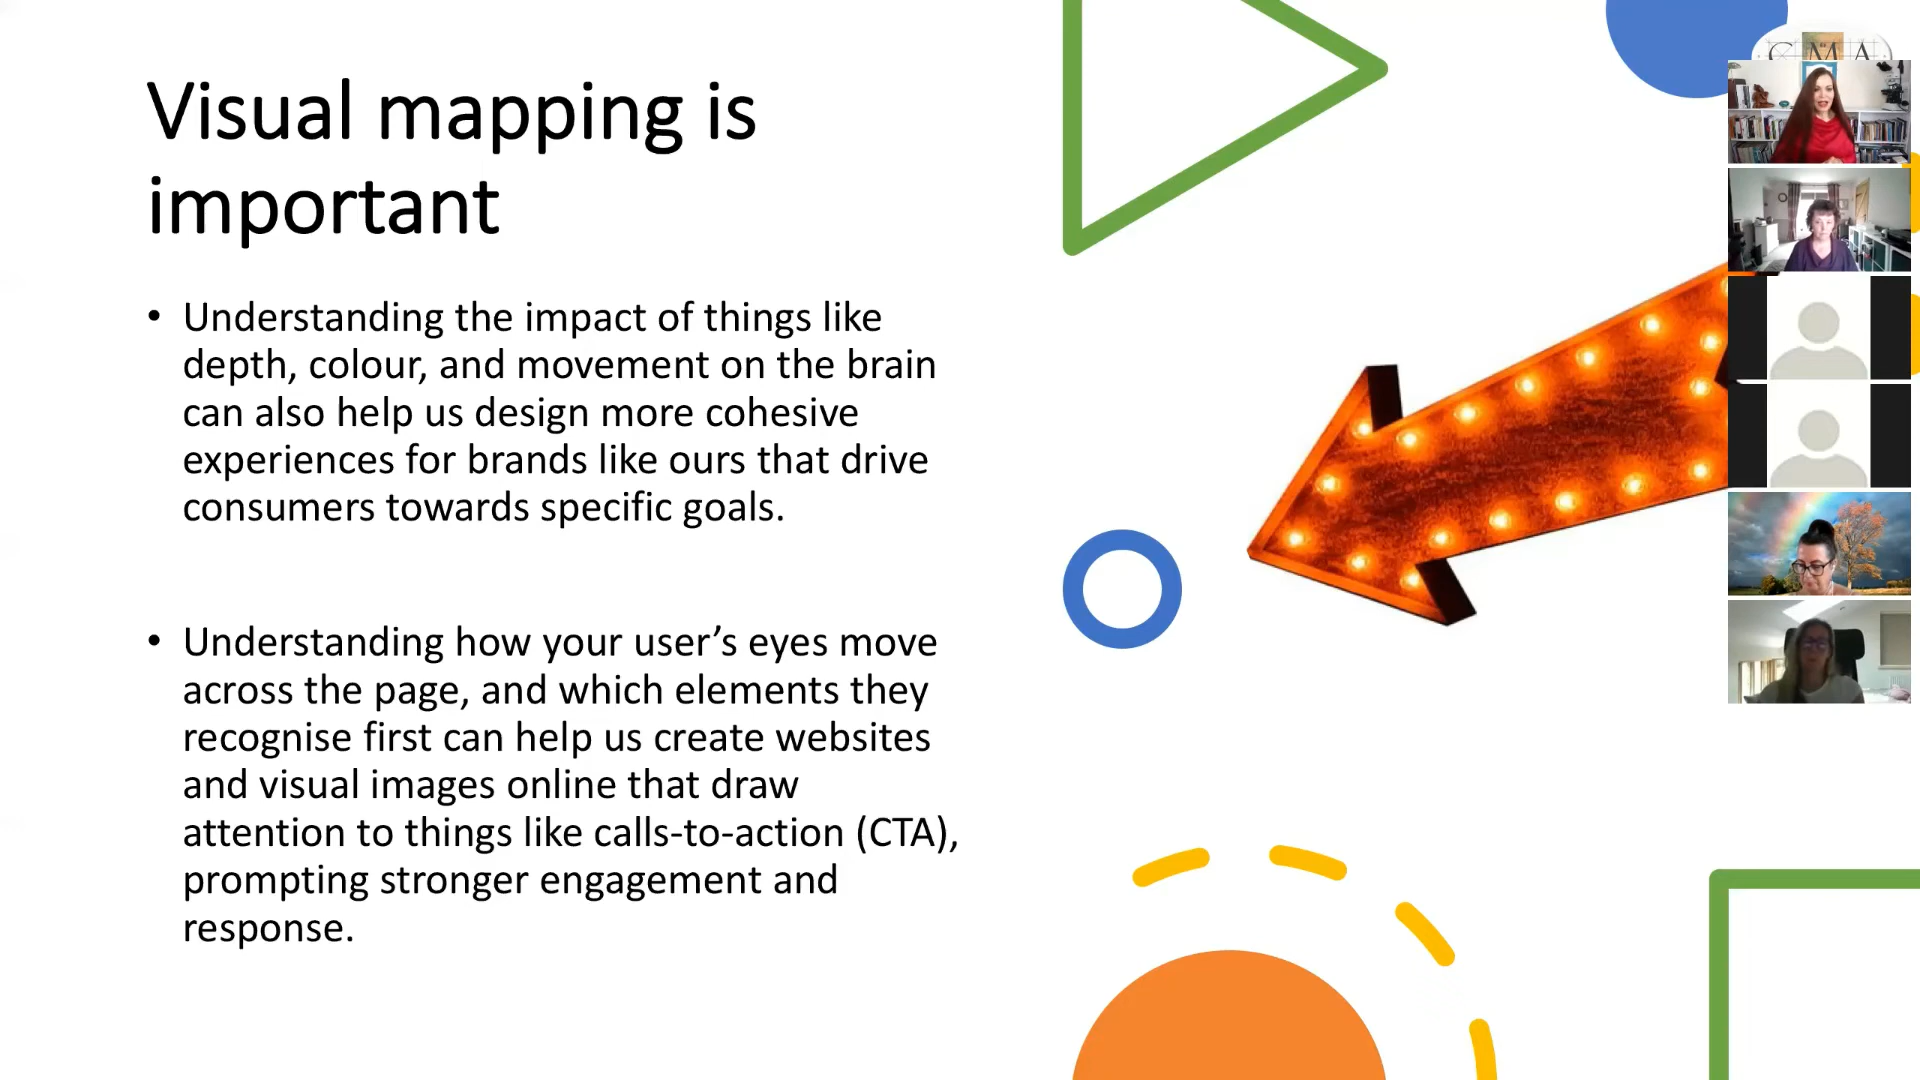 Visual mapping is
important
• Understanding the impact of things like
depth, colour, and movement on the brain
can also help us design more cohesive
experiences for brands like ours that drive
consumers towards specific goals.
• Understanding how your user’s eyes move
across the page, and which elements they
recognise first can help us create websites
and visual images online that draw
attention to things like calls-to-action (CTA),
prompting stronger engagement and
response.
CMA